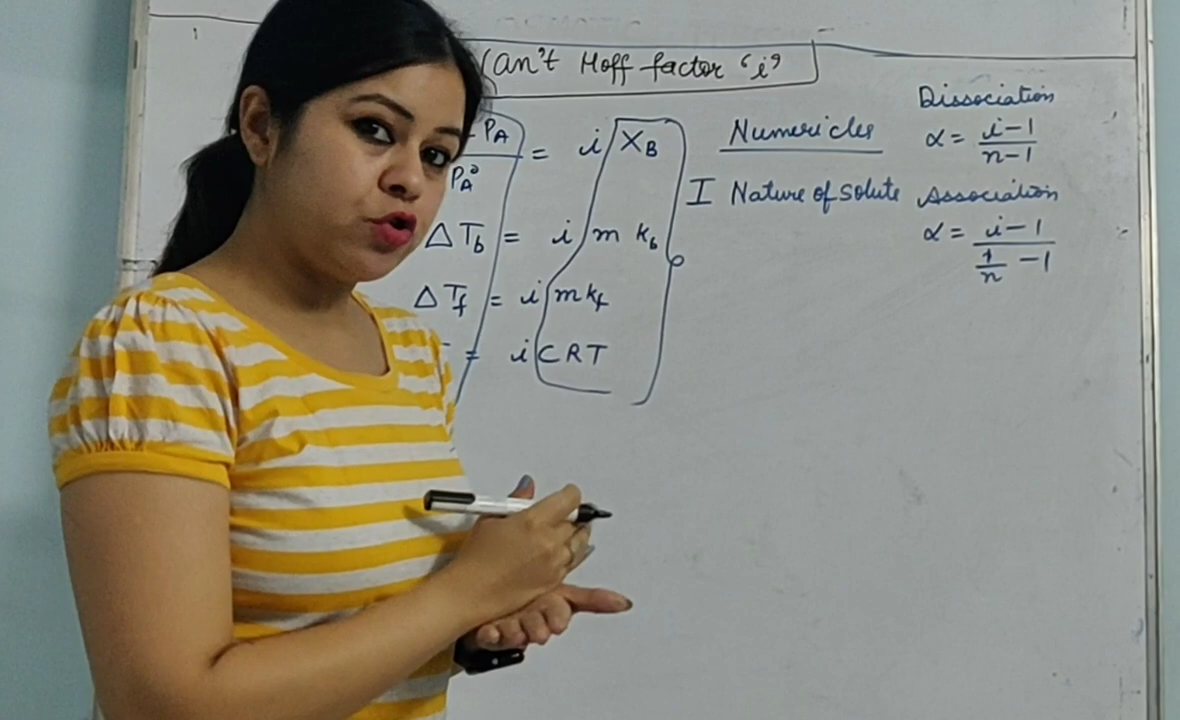 Van't Hoff factor 'i'
- PA / PA° = i XB
ΔTb = i m kb
ΔTf = i m kf
= i CRT
Numericles
I Nature of Solute
Dissociation
α = i-1 / n-1
Association
α = i-1 / 1/n -1